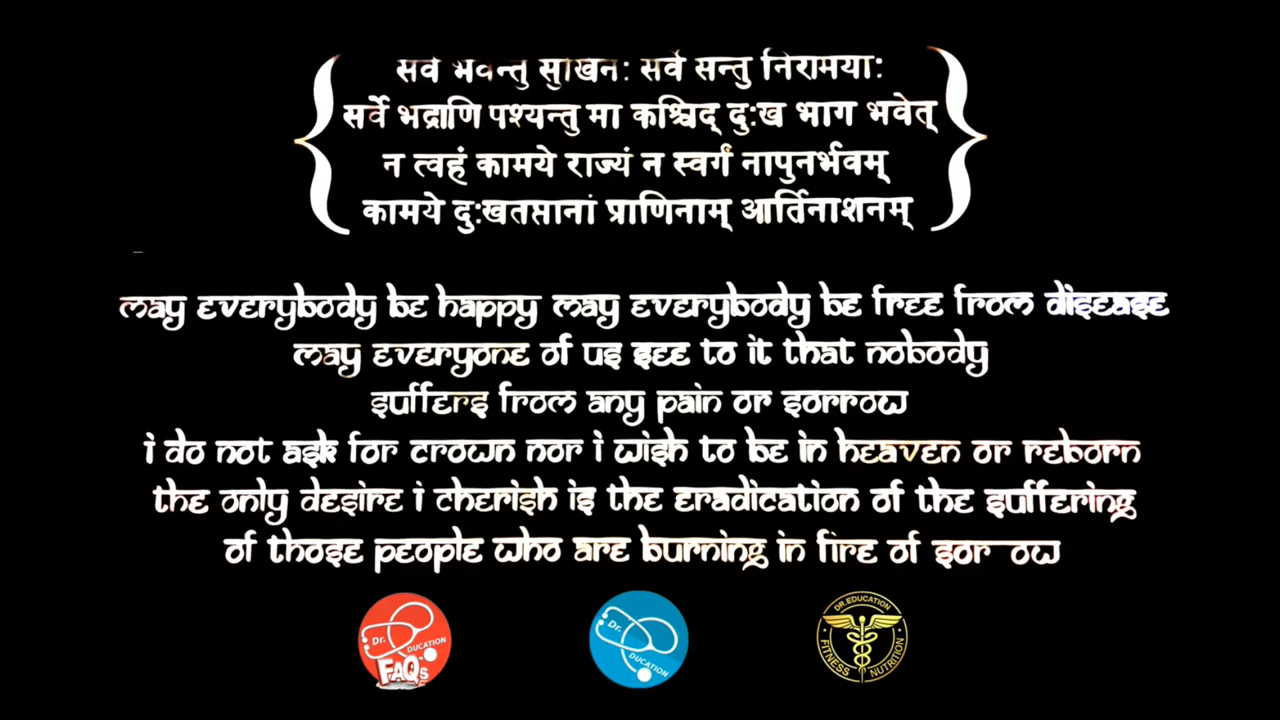 सर्वे भवन्तु सुखिन: सर्वे सन्तु निरामया:
सर्वे भद्राणि पश्यन्तु मा कश्चिद् दु:ख भाग भवेत्
न त्वहं कामये राज्यं न स्वर्गं नापुनर्भवम्
कामये दु:खतप्तानां प्राणिनाम् आर्तिनाशनम्
may everybody be happy may everybody be free from disease
may everyone of us see to it that nobody
suffers from any pain or sorrow
i do not ask for crown nor i wish to be in heaven or reborn
the only desire i cherish is the eradication of the suffering
of those people who are burning in fire of sor ow
Dr. DUCATION FAQs
Dr. DUCATION
DR.EDUCATION FITNESS NUTRITION